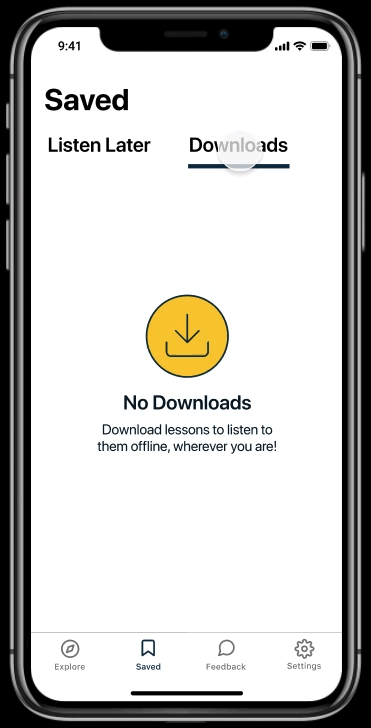 9:41
Saved
Listen Later
Downloads
No Downloads
Download lessons to listen to
them offline, wherever you are!
Explore
Saved
Feedback
Settings